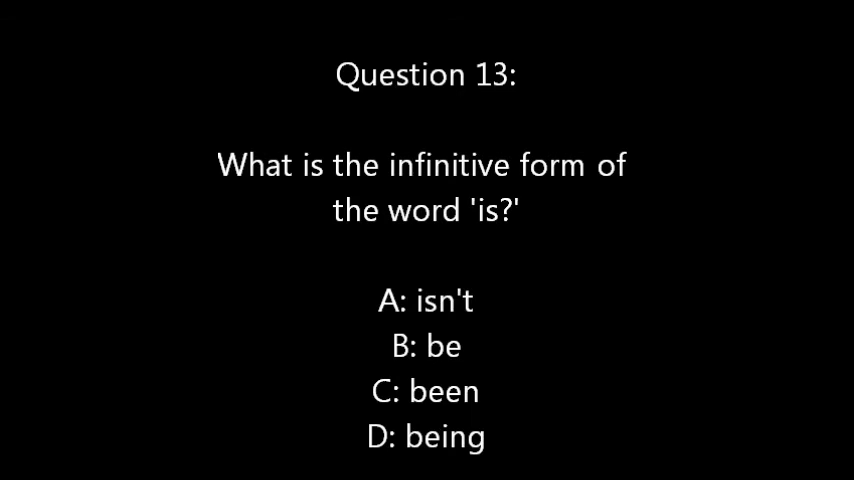 Question 13:
What is the infinitive form of
the word 'is?'
A: isn't
B: be
C: been
D: being